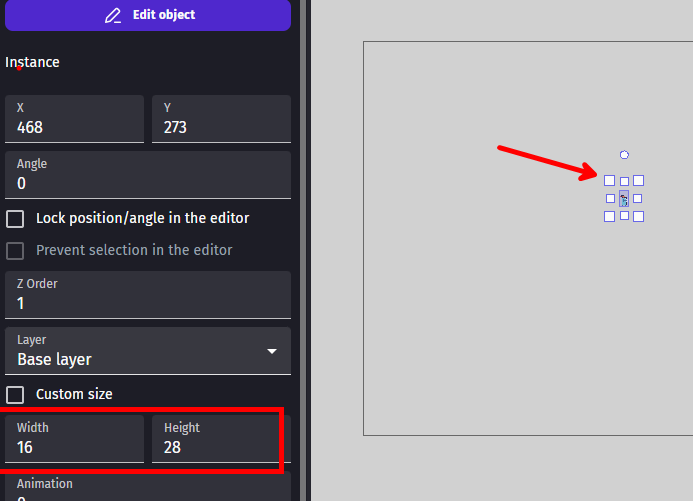 Edit object
Instance
X
468
Y
273
Angle
0
Lock position/angle in the editor
Prevent selection in the editor
Z Order
1
Layer
Base layer
Custom size
Width
16
Height
28
Animation